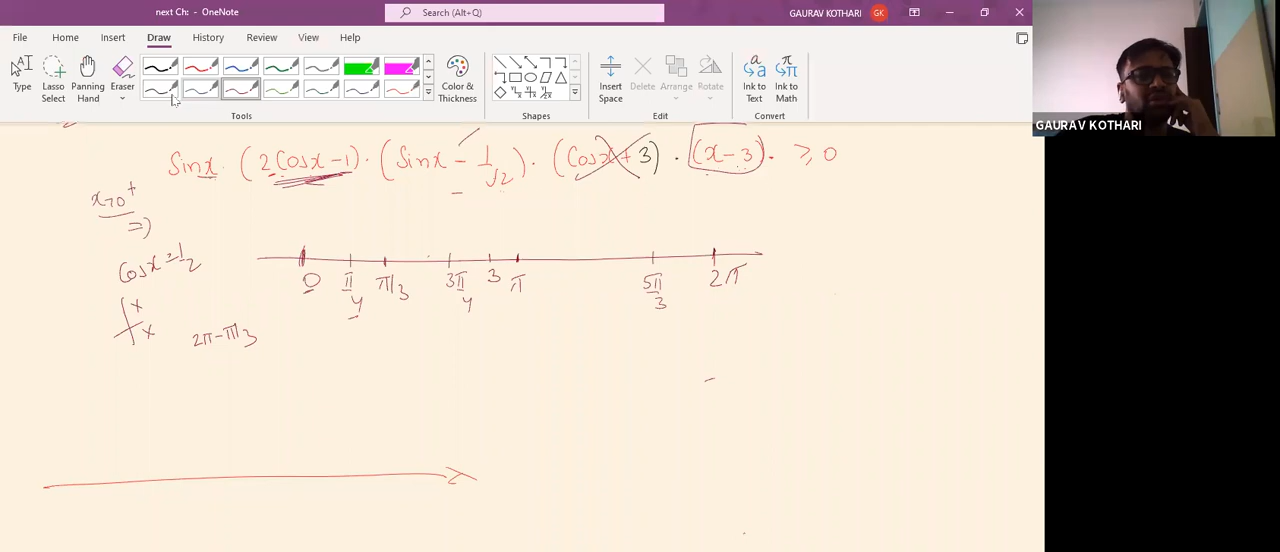 next Ch: - OneNote
Search (Alt+Q)
GAURAV KOTHARI
GK
File Home Insert Draw History Review View Help
Type
Lasso Select
Panning Hand
Eraser
Color & Thickness
Insert Space
Delete
Arrange
Rotate
Ink to Text
Ink to Math
Tools
Shapes
Edit
Convert
GAURAV KOTHARI
Sinx · (2Cosx-1) · (Sinx - 1/√2) · (Cosx + 3) · (x-3) · ≥ 0
x→0⁺
⇒)
Cosx = 1/2
0 π/4 π/3 3π/4 3 π 5π/3 2π
x
x
2π-π/3